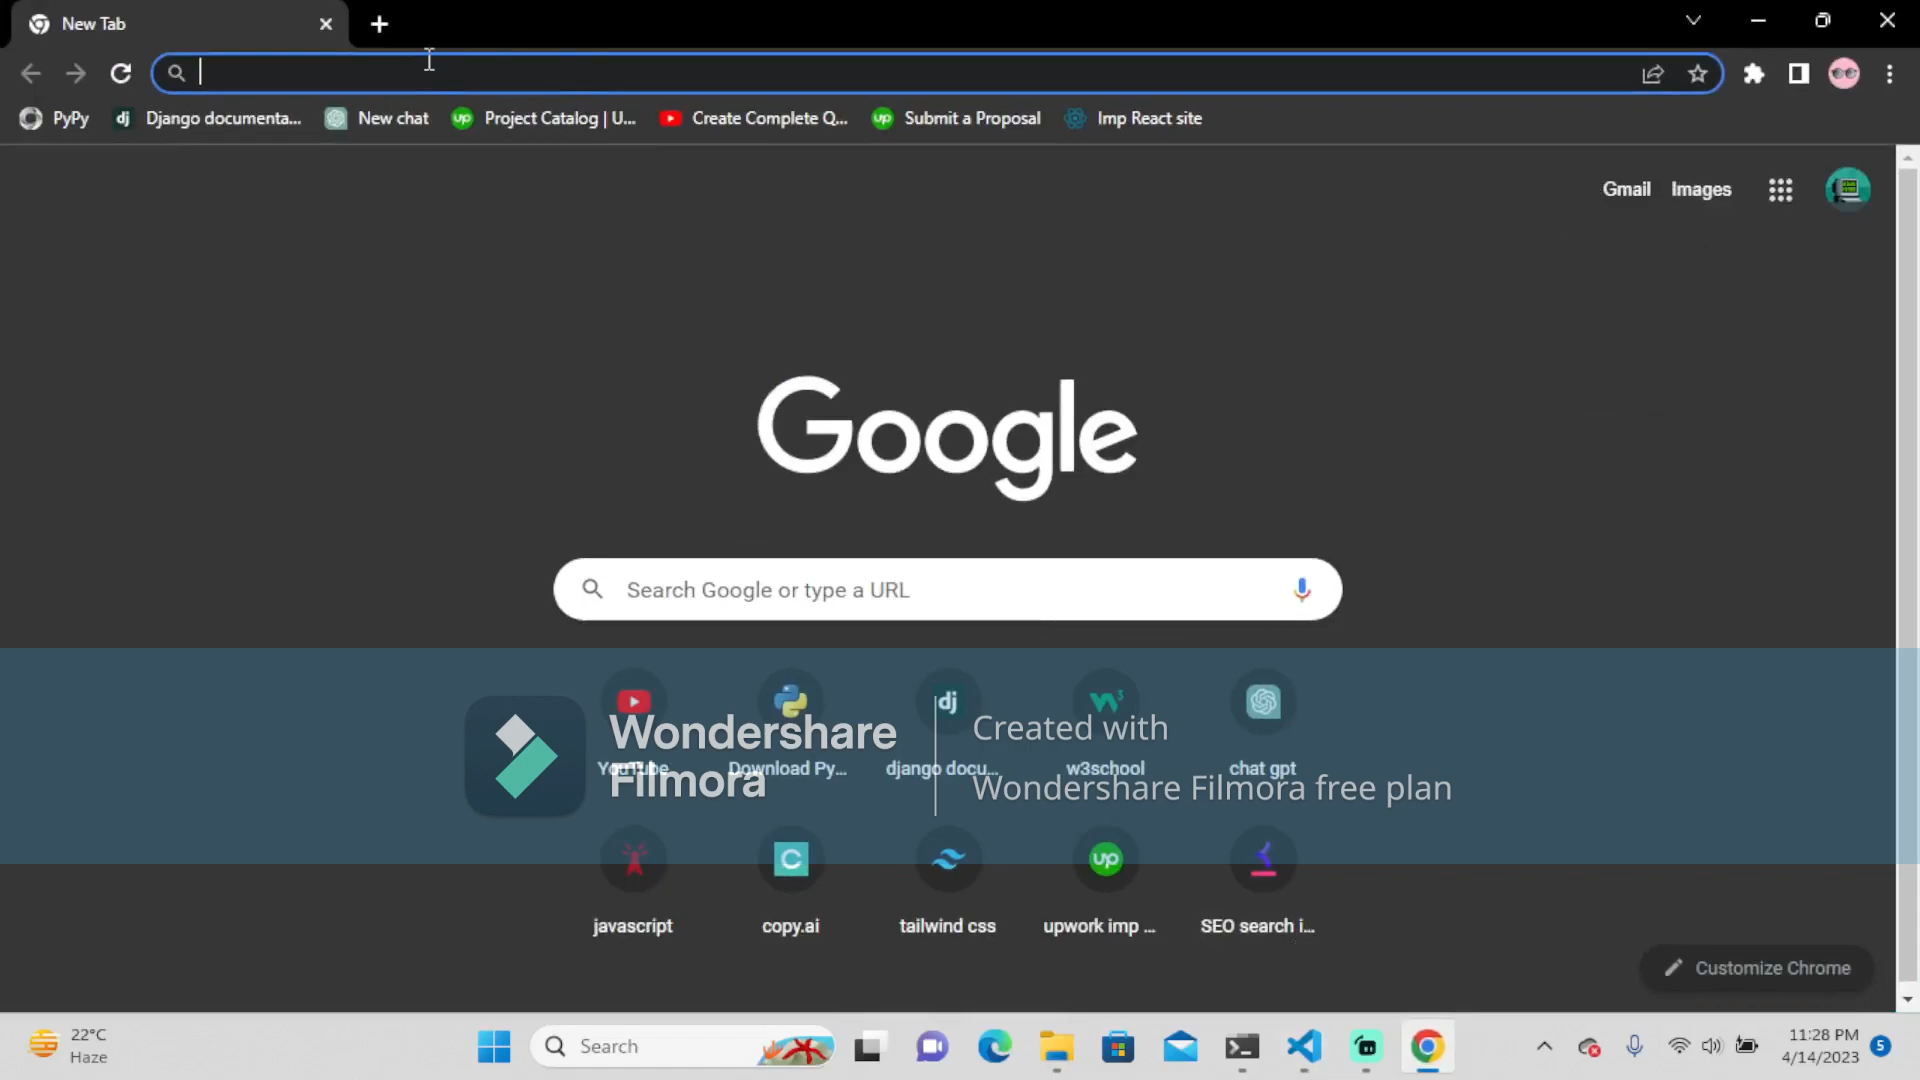 New Tab
PyPy
Django documenta...
New chat
Project Catalog | U...
Create Complete Q...
Submit a Proposal
Imp React site
Gmail
Images
Google
Search Google or type a URL
YouTube
Download Py...
django docu...
w3school
chat gpt
Wondershare
Filmora
Created with
Wondershare Filmora free plan
javascript
copy.ai
tailwind css
upwork imp ...
SEO search i...
Customize Chrome
22°C
Haze
Search
11:28 PM
4/14/2023
5